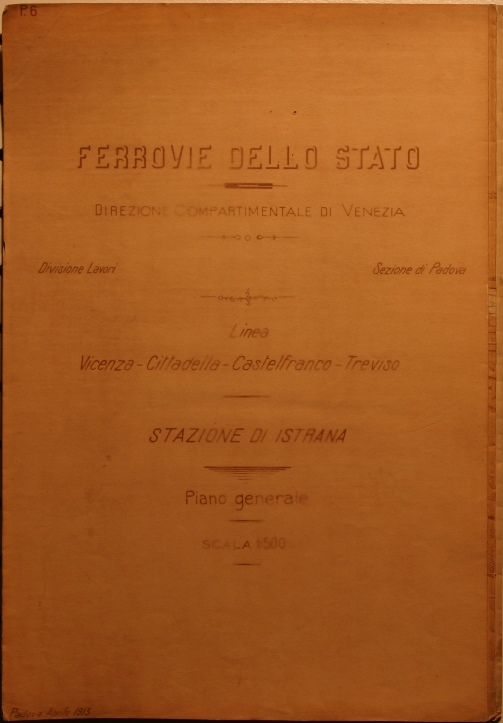 P.6
FERROVIE DELLO STATO
DIREZIONE COMPARTIMENTALE DI VENEZIA
Divisione Lavori Sezione di Padova
Linea
Vicenza - Cittadella - Castelfranco - Treviso
STAZIONE DI ISTRANA
Piano generale
SCALA 1:500
Padova Aprile 1913